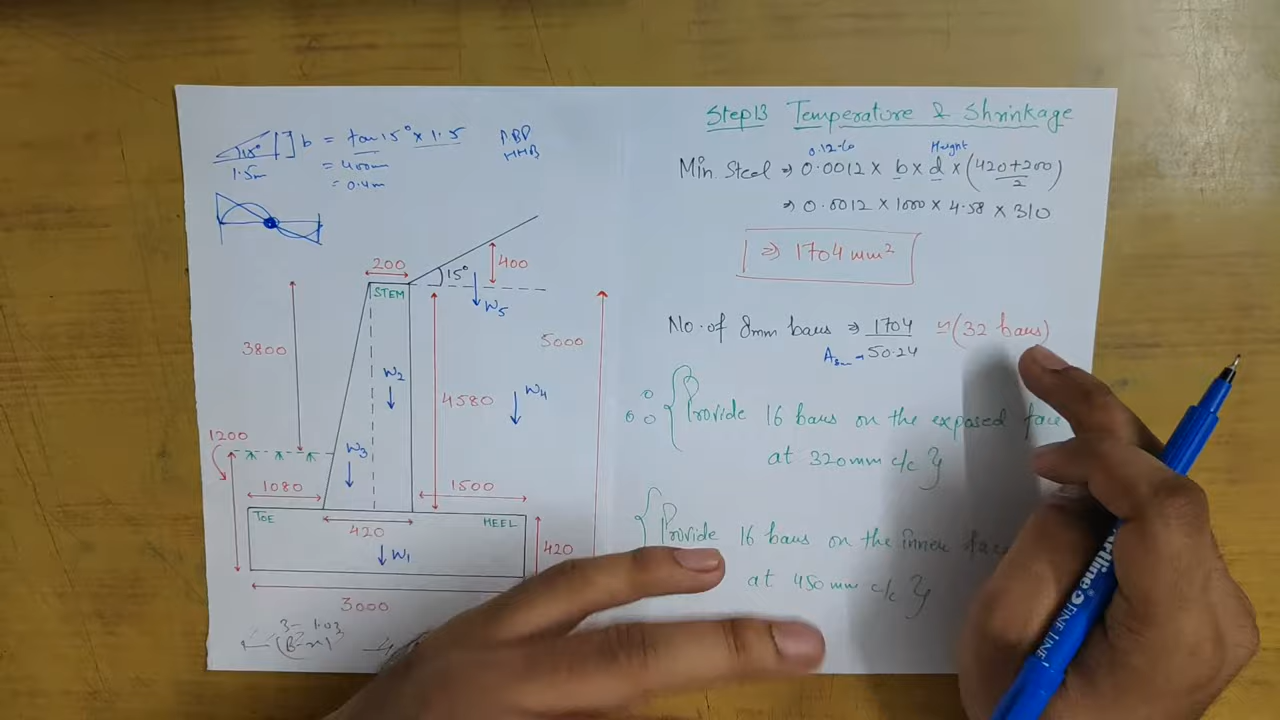 Step13 Temperature & Shrinkage
0.12%
Height
Min. Steel ⇒ 0.0012 × b × d × (420+200 / 2)
⇒ 0.0012 × 1000 × 4.58 × 310
⇒ 1704 mm²
No. of 8mm bars ⇒ 1704 / 50.24 ≃ (32 bars)
{ Provide 16 bars on the exposed face
at 320mm c/c }
{ Provide 16 bars on the inner
at 450 mm c/c }
15°
1.5m
b = tan 15° × 1.5
= 400m
= 0.4m
HHB
200
15°
400
STEM
W5
3800
5000
W2
4580
W4
1200
W3
1080
1500
TOE
420
HEEL
W1
420
3000